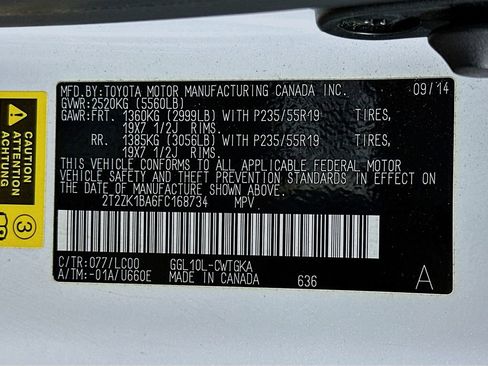 MFD.BY:TOYOTA MOTOR MANUFACTURING CANADA INC. 09/14
GVWR:2520KG (5560LB)
GAWR:FRT. 1360KG (2999LB) WITH P235/55R19 TIRES,
19X7 1/2J RIMS.
RR. 1385KG (3056LB) WITH P235/55R19 TIRES,
19X7 1/2J RIMS.
THIS VEHICLE CONFORMS TO ALL APPLICABLE FEDERAL MOTOR
VEHICLE SAFETY AND THEFT PREVENTION STANDARDS IN EFFECT
ON THE DATE OF MANUFACTURE SHOWN ABOVE.
2T2ZK1BA6FC168734 MPV
C/TR:077/LC00 GGL10L-CWTGKA
A/TM:-01A/U660E MADE IN CANADA 636 A
CAUTION
ATTENTION
ACHTUNG
3